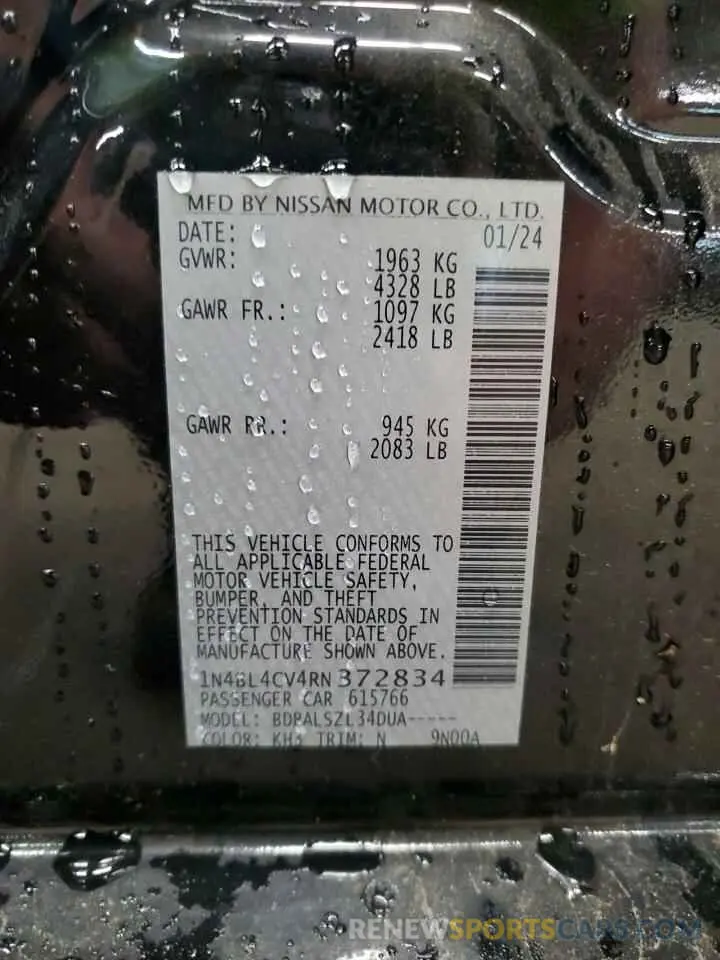 MFD BY NISSAN MOTOR CO., LTD.
DATE: 01/24
GVWR: 1963 KG
4328 LB
GAWR FR.: 1097 KG
2418 LB
GAWR RR.: 945 KG
2083 LB
THIS VEHICLE CONFORMS TO
ALL APPLICABLE FEDERAL
MOTOR VEHICLE SAFETY,
BUMPER, AND THEFT
PREVENTION STANDARDS IN
EFFECT ON THE DATE OF
MANUFACTURE SHOWN ABOVE.
1N4BL4CV4RN372834
PASSENGER CAR 615766
MODEL: BDRALSZL34DUA-----
COLOR: KH3 TRIM: N 9N00A
RENEWSPORTSCARS.COM